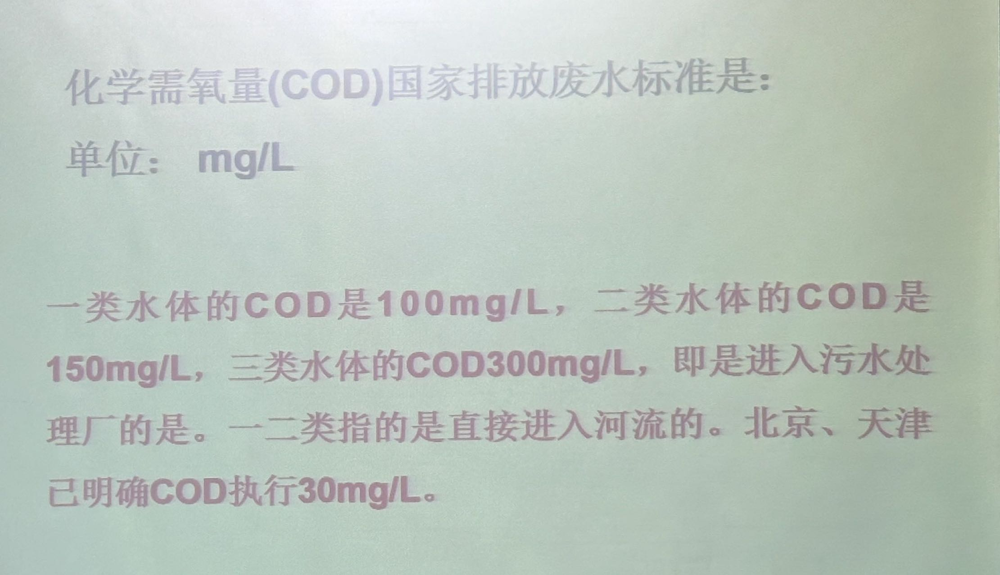 化学需氧量(COD)国家排放废水标准是：
单位： mg/L
一类水体的COD是100mg/L，二类水体的COD是
150mg/L，三类水体的COD300mg/L，即是进入污水处
理厂的是。一二类指的是直接进入河流的。北京、天津
已明确COD执行30mg/L。